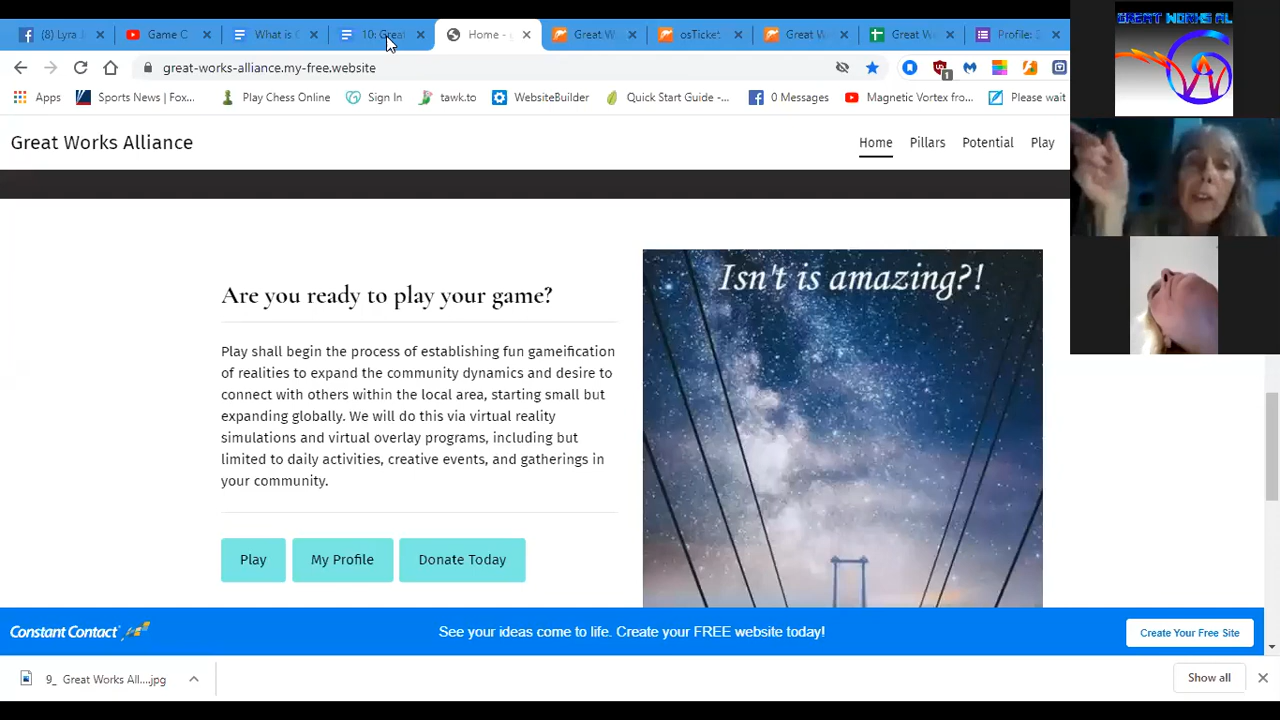 (8) Lyra J
Game C
What is
10: Great
Home - g
Great W
osTicket
Great W
Great W
Profile:
great-works-alliance.my-free.website
Apps
Sports News | Fox...
Play Chess Online
Sign In
tawk.to
WebsiteBuilder
Quick Start Guide -...
0 Messages
Magnetic Vortex fro...
Please wait
1
GREAT WORKS AL
Great Works Alliance
Home
Pillars
Potential
Play
Are you ready to play your game?
Isn't is amazing?!
Play shall begin the process of establishing fun gameification
of realities to expand the community dynamics and desire to
connect with others within the local area, starting small but
expanding globally. We will do this via virtual reality
simulations and virtual overlay programs, including but
limited to daily activities, creative events, and gatherings in
your community.
Play
My Profile
Donate Today
Constant Contact
See your ideas come to life. Create your FREE website today!
Create Your Free Site
9_ Great Works All....jpg
Show all